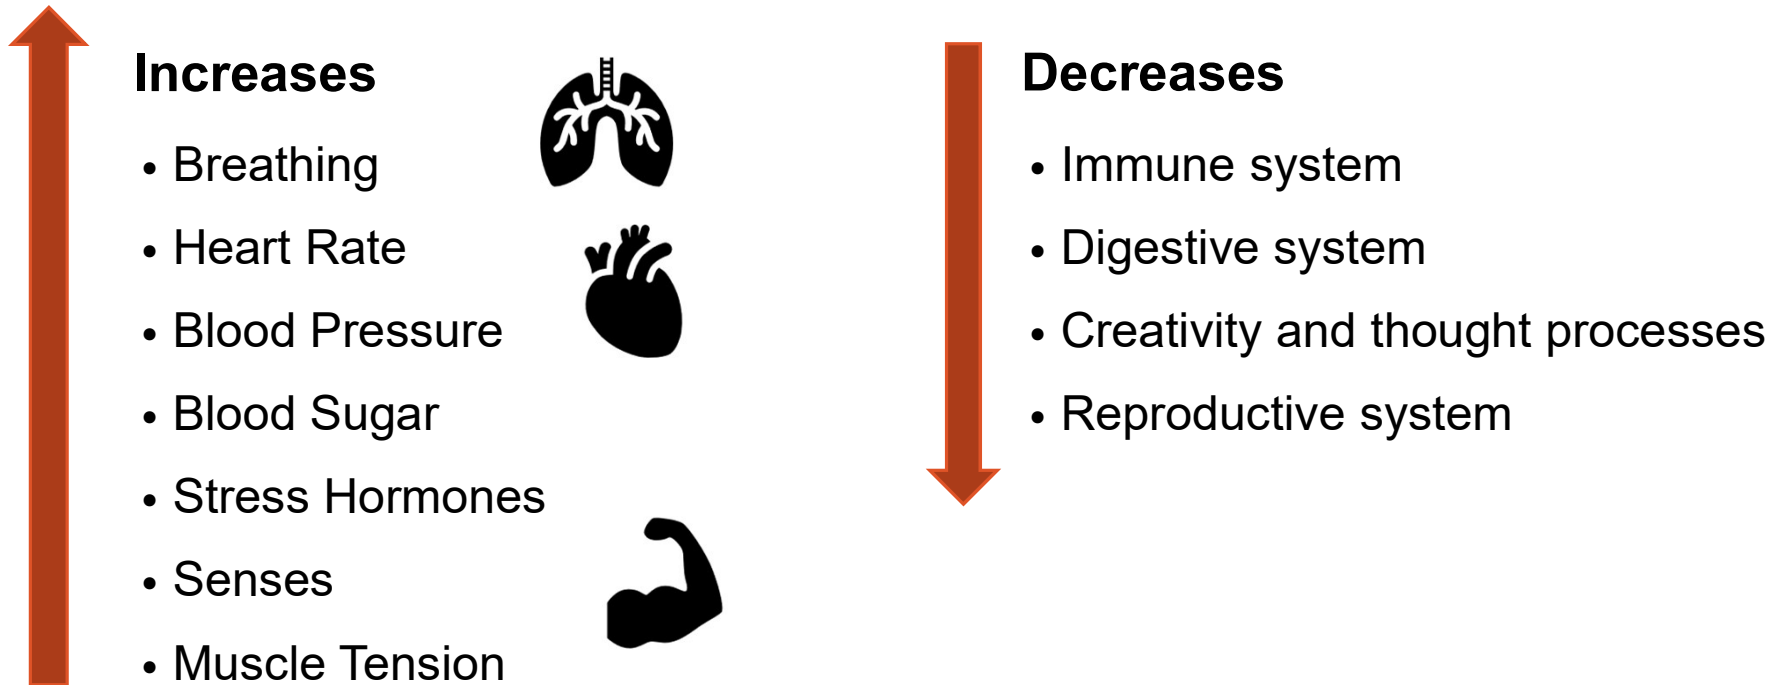 Increases
• Breathing
• Heart Rate
• Blood Pressure
• Blood Sugar
• Stress Hormones
• Senses
• Muscle Tension
Decreases
• Immune system
• Digestive system
• Creativity and thought processes
• Reproductive system